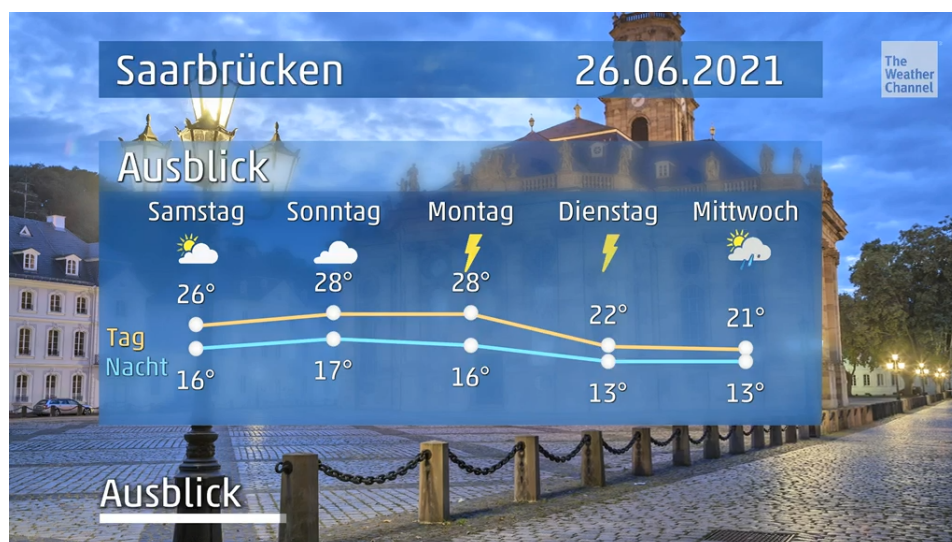 Saarbrücken 26.06.2021
The
Weather
Channel
Ausblick
Samstag Sonntag Montag Dienstag Mittwoch
26° 28° 28° 22° 21°
Tag
Nacht
16° 17° 16° 13° 13°
Ausblick